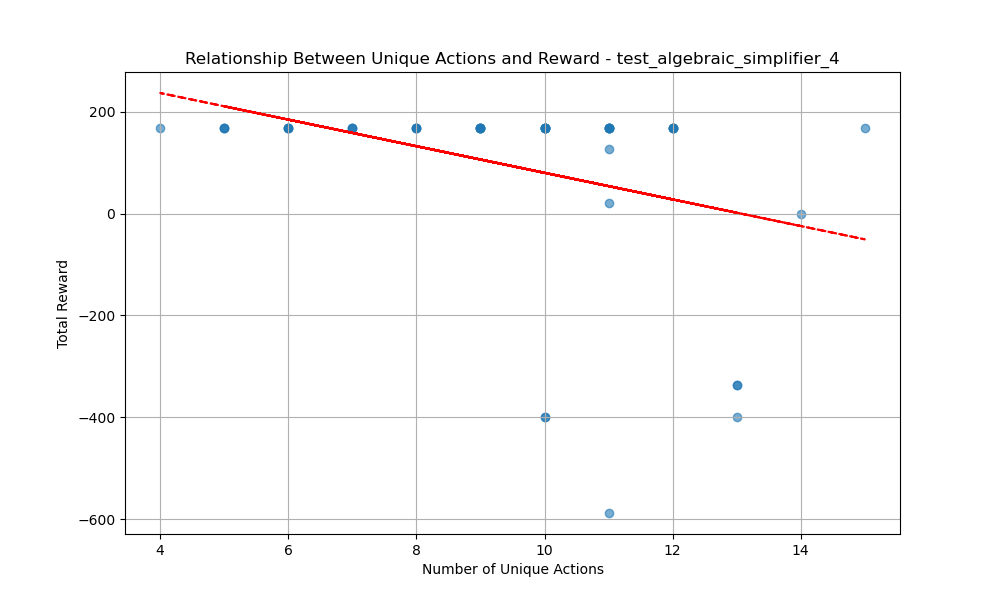 Relationship Between Unique Actions and Reward - test_algebraic_simplifier_4
200
0
−200
−400
−600
Total Reward
4 6 8 10 12 14
Number of Unique Actions